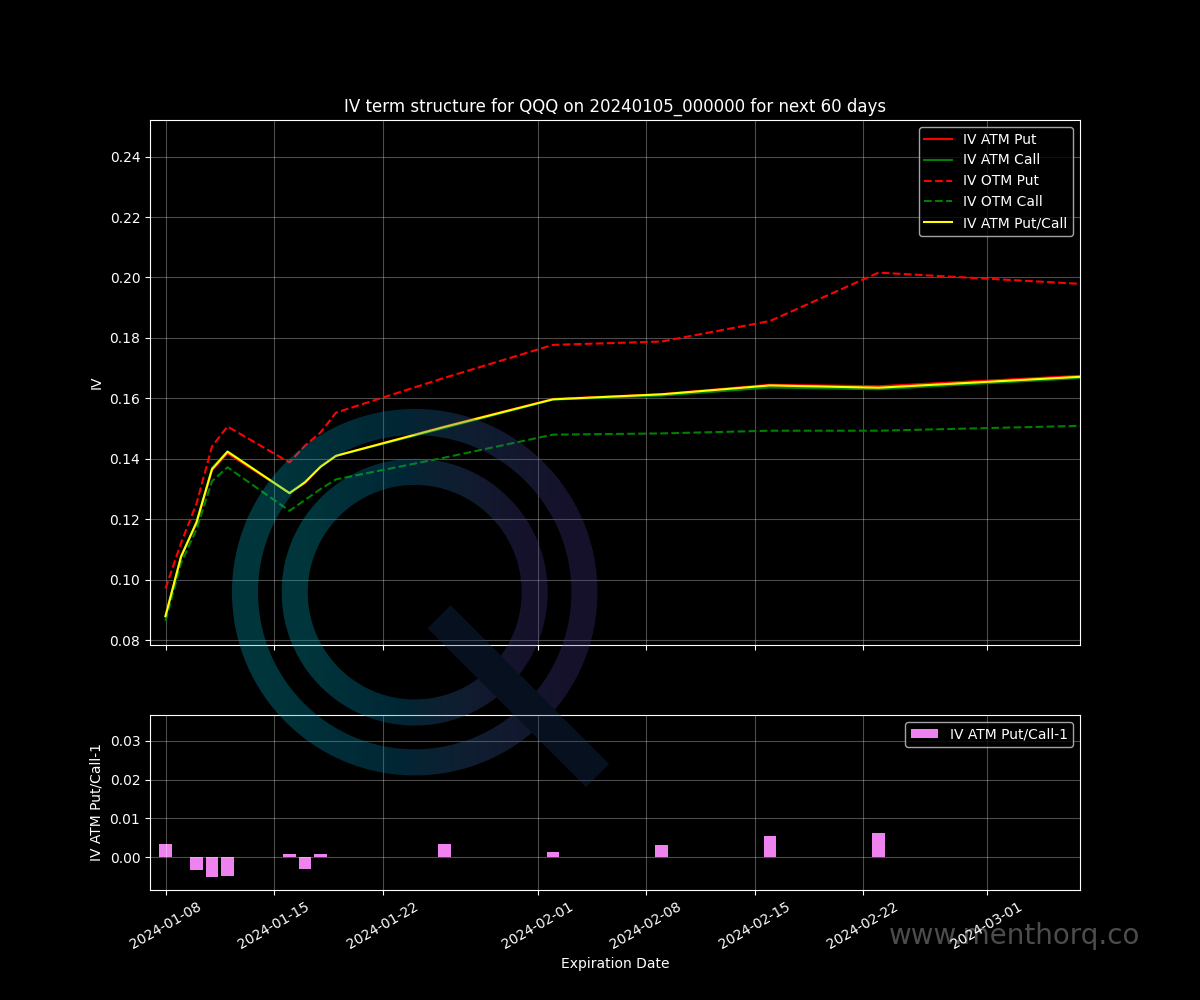 IV term structure for QQQ on 20240105_000000 for next 60 days
IV
0.24
0.22
0.20
0.18
0.16
0.14
0.12
0.10
0.08
IV ATM Put
IV ATM Call
IV OTM Put
IV OTM Call
IV ATM Put/Call
IV ATM Put/Call-1
0.03
0.02
0.01
0.00
IV ATM Put/Call-1
2024-01-08
2024-01-15
2024-01-22
2024-02-01
2024-02-08
2024-02-15
2024-02-22
2024-03-01
Expiration Date
www.menthorq.co